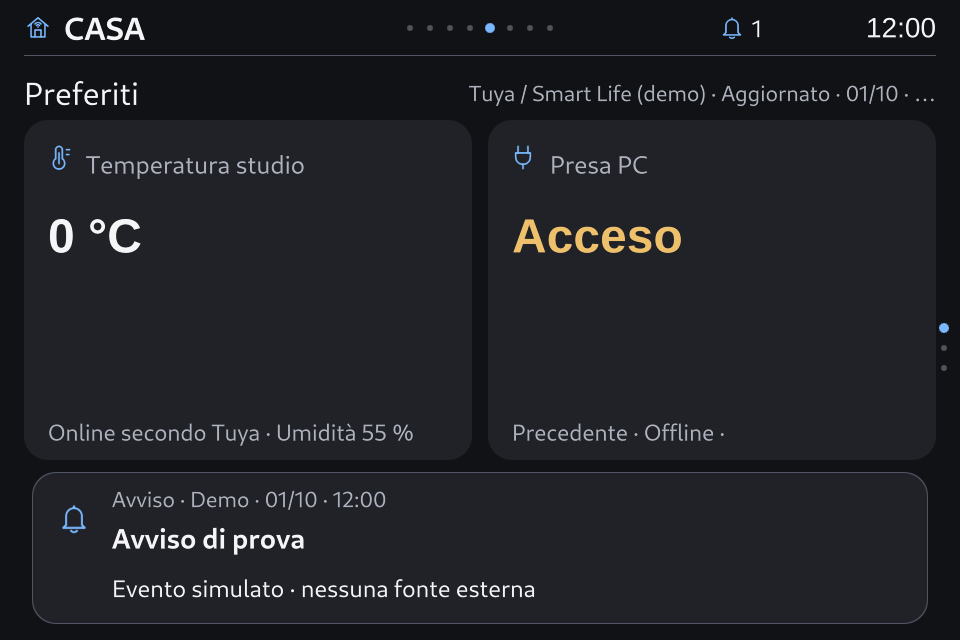 CASA
1
12:00
Preferiti
Tuya / Smart Life (demo) · Aggiornato · 01/10 · …
Temperatura studio
0 °C
Online secondo Tuya · Umidità 55 %
Presa PC
Acceso
Precedente · Offline ·
Avviso · Demo · 01/10 · 12:00
Avviso di prova
Evento simulato · nessuna fonte esterna